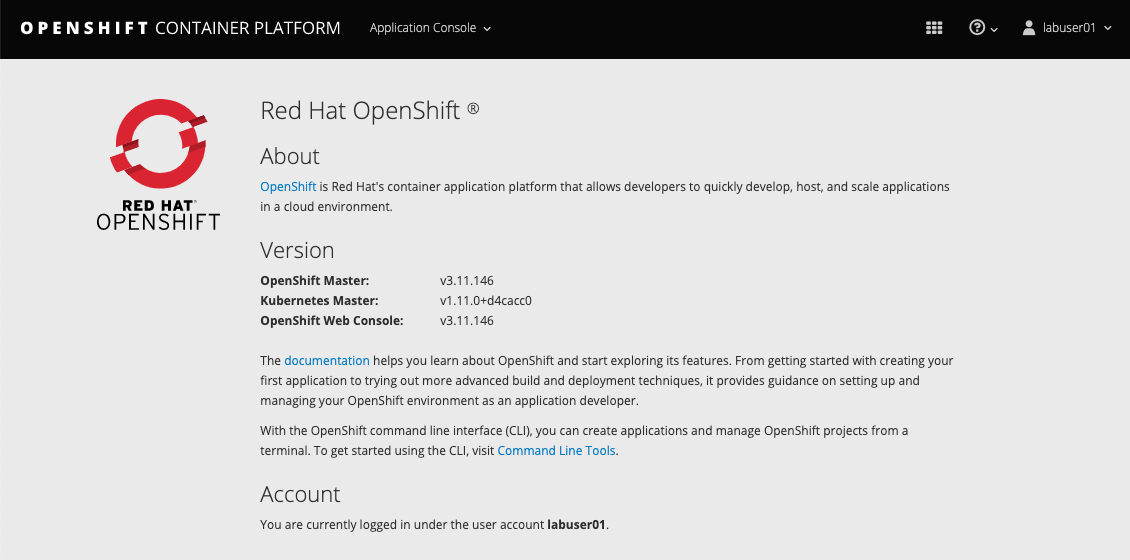 OPENSHIFT CONTAINER PLATFORM
Application Console
labuser01
RED HAT®
OPENSHIFT
Red Hat OpenShift ®
About
OpenShift is Red Hat's container application platform that allows developers to quickly develop, host, and scale applications
in a cloud environment.
Version
OpenShift Master: v3.11.146
Kubernetes Master: v1.11.0+d4cacc0
OpenShift Web Console: v3.11.146
The documentation helps you learn about OpenShift and start exploring its features. From getting started with creating your
first application to trying out more advanced build and deployment techniques, it provides guidance on setting up and
managing your OpenShift environment as an application developer.
With the OpenShift command line interface (CLI), you can create applications and manage OpenShift projects from a
terminal. To get started using the CLI, visit Command Line Tools.
Account
You are currently logged in under the user account labuser01.